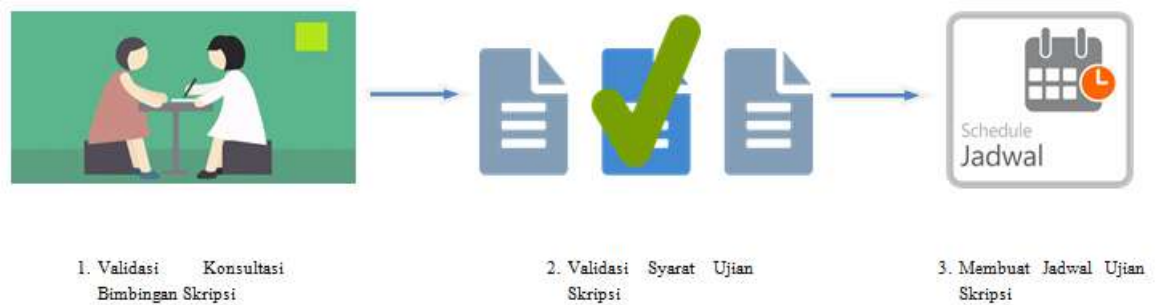 Schedule
Jadwal
1. Validasi Konsultasi
Bimbingan Skripsi
2. Validasi Syarat Ujian
Skripsi
3. Membuat Jadwal Ujian
Skripsi